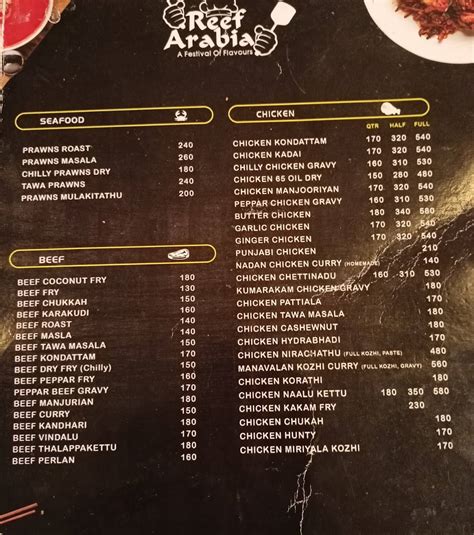 Reef
Arabia
A Festival Of Flavours
SEAFOOD
PRAWNS ROAST 240
PRAWNS MASALA 260
CHILLY PRAWNS DRY 180
TAWA PRAWNS 240
PRAWNS MULAKITATHU 200
BEEF
BEEF COCONUT FRY 180
BEEF FRY 130
BEEF CHUKKAH 150
BEEF KARAKUDI 160
BEEF ROAST 140
BEEF MASLA 140
BEEF TAWA MASALA 150
BEEF KONDATTAM 170
BEEF DRY FRY (Chilly) 150
BEEF PEPPAR FRY 160
PEPPAR BEEF GRAVY 170
BEEF MANJURIAN 180
BEEF CURRY 150
BEEF KANDHARI 180
BEEF VINDALU 170
BEEF THALAPPAKETTU 180
BEEF PERLAN 160
CHICKEN
QTR HALF FULL
CHICKEN KONDATTAM 170 320 540
CHICKEN KADAI 170 320 540
CHILLY CHICKEN GRAVY 160 310 530
CHICKEN 65 OIL DRY 150 280 480
CHICKEN MANJOORIYAN 170 320 540
PEPPAR CHICKEN GRAVY 160 310 530
BUTTER CHICKEN 180 340 580
GARLIC CHICKEN 170 320 540
GINGER CHICKEN 170 320 540
PUNJABI CHICKEN 210
NADAN CHICKEN CURRY (HOMEMADE) 140
CHICKEN CHETTINADU 160 310 530
KUMARAKAM CHICKEN GRAVY 180
CHICKEN PATTIALA 170
CHICKEN TAWA MASALA 180
CHICKEN CASHEWNUT 180
CHICKEN HYDRABHADI 170
CHICKEN NIRACHATHU (FULL KOZHI, PASTE) 480
MANAVALAN KOZHI CURRY (FULL KOZHI, GRAVY) 560
CHICKEN KORATHI 180
CHICKEN NAALU KETTU 180 350 580
CHICKEN KAKAM FRY 230
CHICKEN CHUKAH 160
CHICKEN HUNTY 170
CHICKEN MIRIYALA KOZHI 170